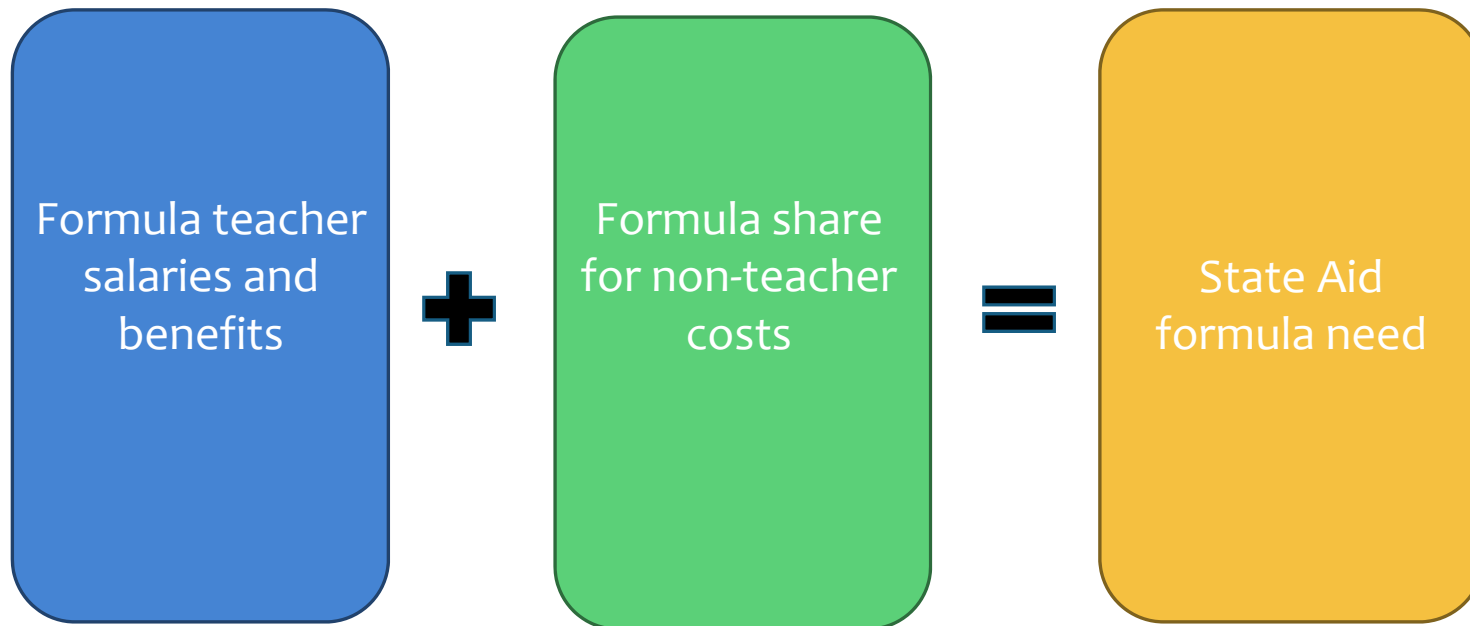 Formula teacher
salaries and
benefits
Formula share
for non-teacher
costs
State Aid
formula need